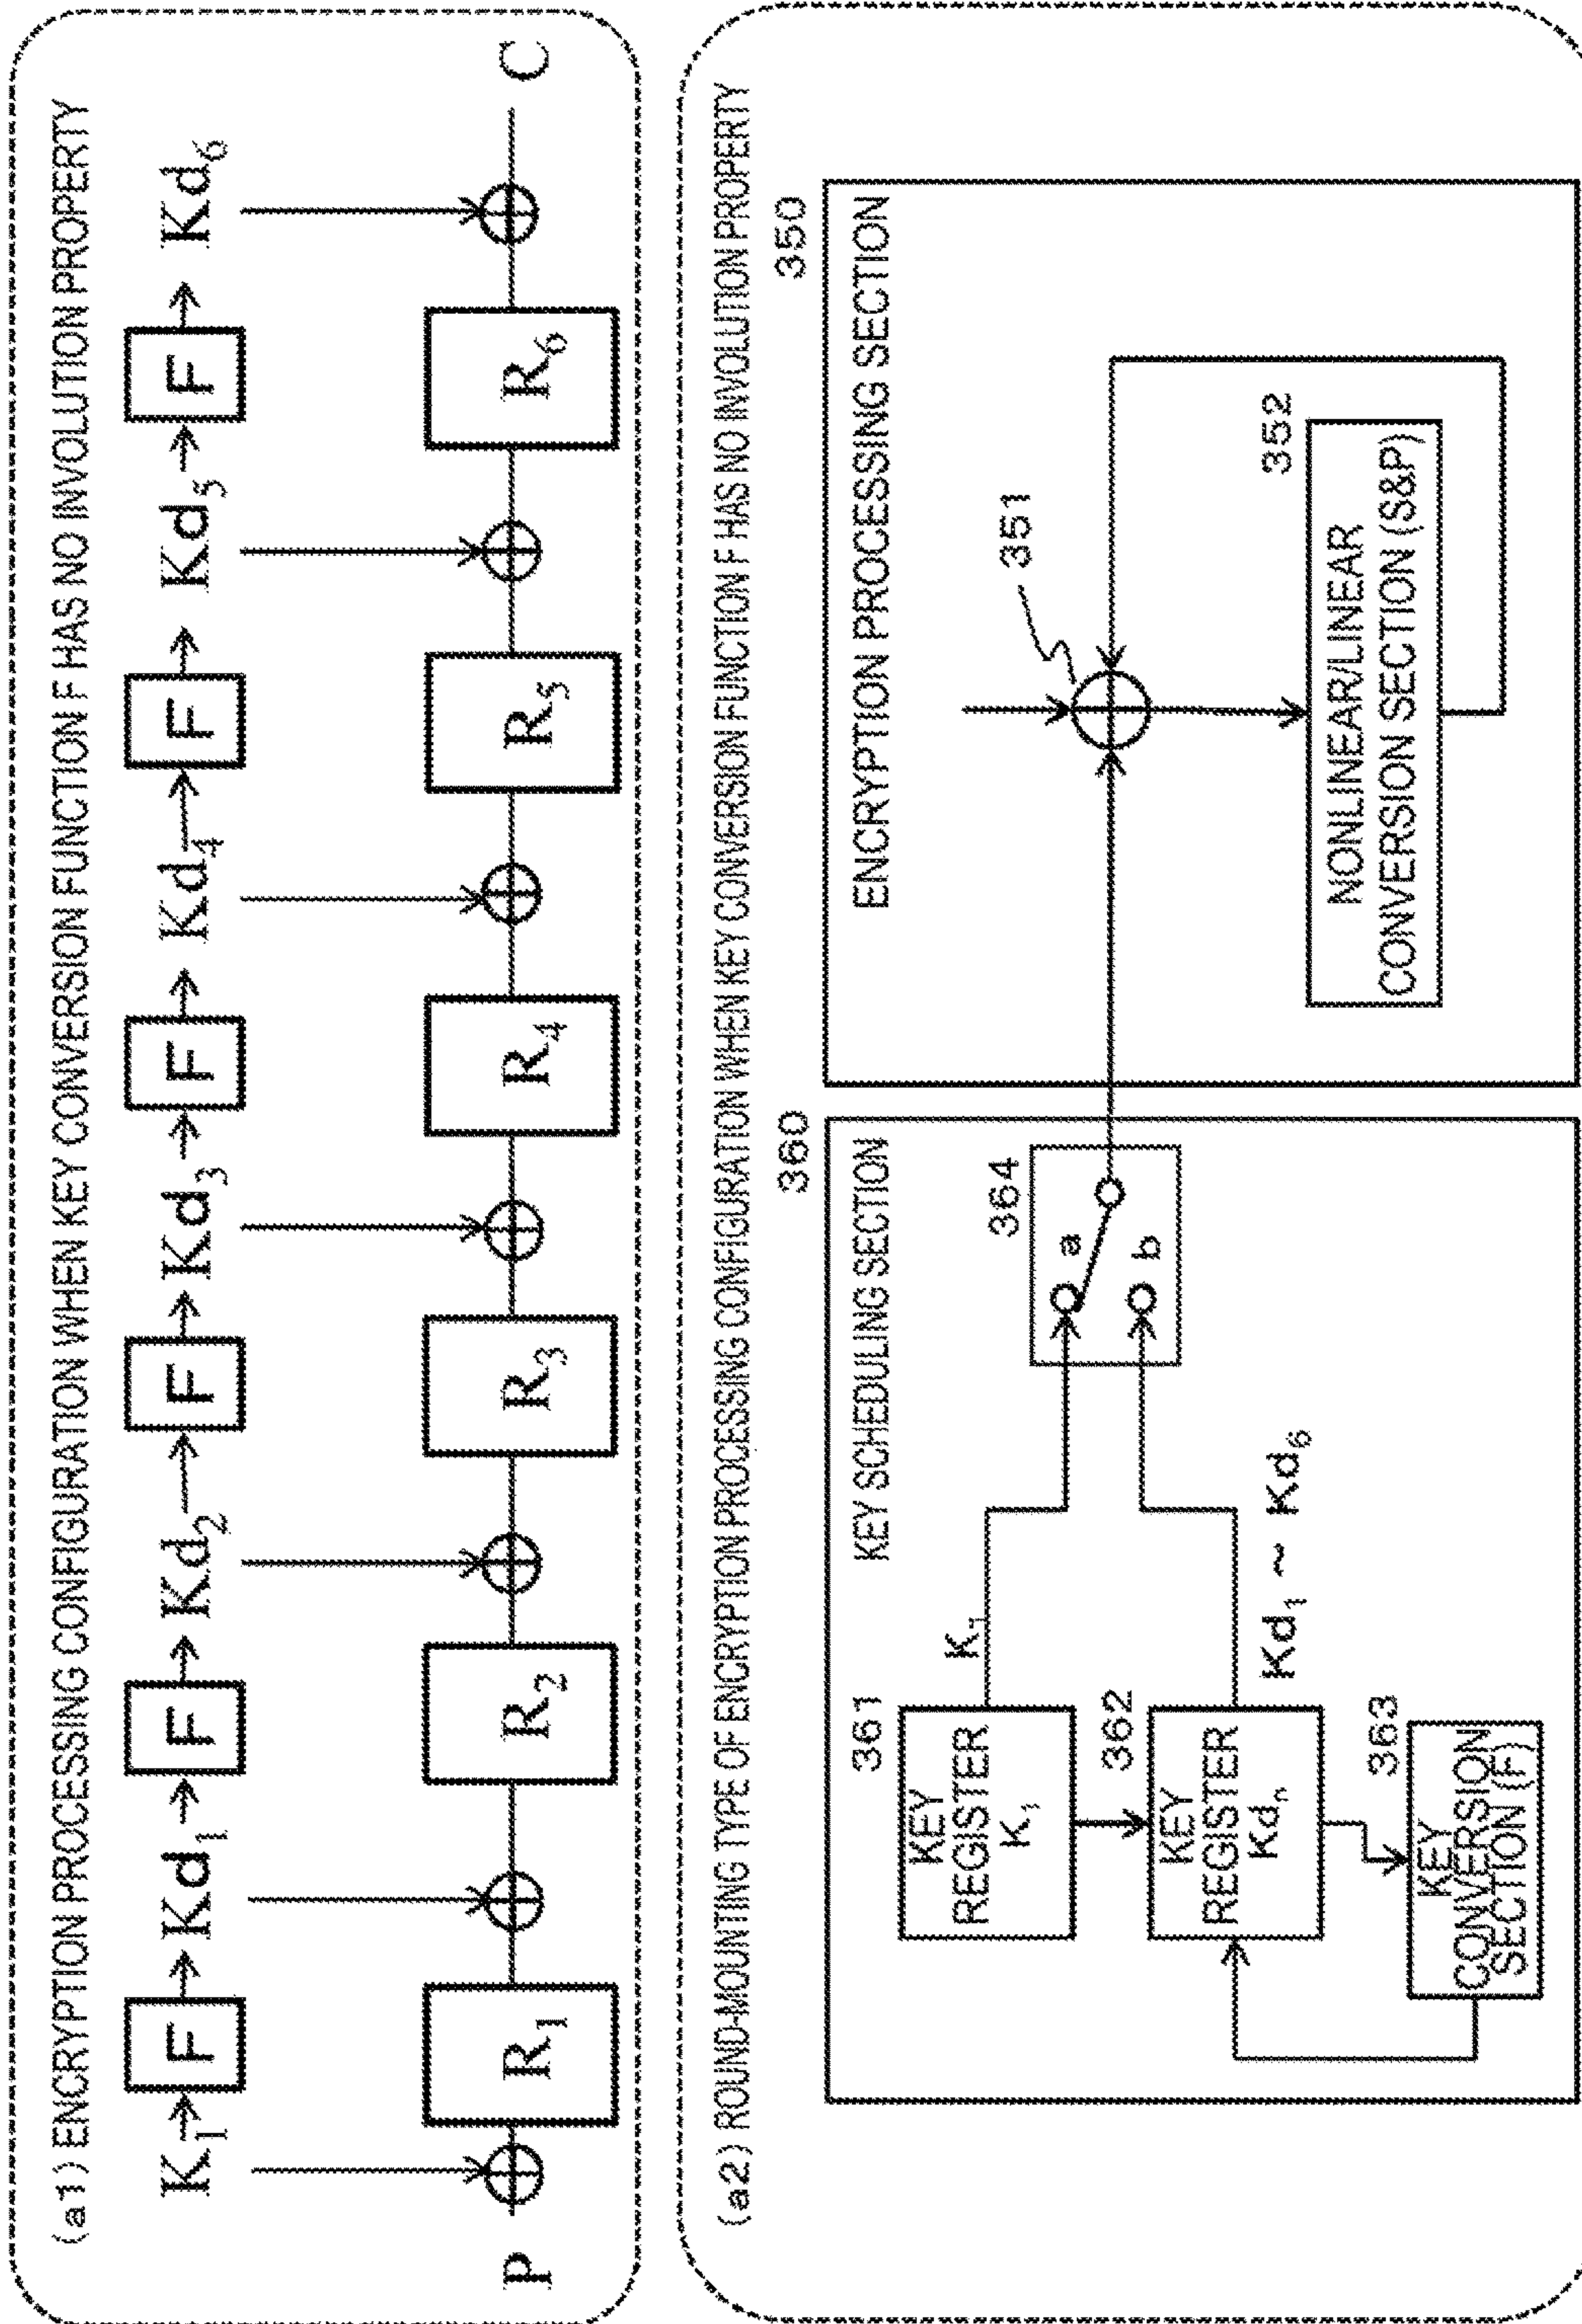 (a1) ENCRYPTION PROCESSING CONFIGURATION WHEN KEY CONVERSION FUNCTION F HAS NO INVOLUTION PROPERTY
K₁ F Kd₁ F Kd₂ F Kd₃ F Kd₄ F Kd₅ F Kd₆
P R₁ R₂ R₃ R₄ R₅ R₆ C
(a2) ROUND-MOUNTING TYPE OF ENCRYPTION PROCESSING CONFIGURATION WHEN KEY CONVERSION FUNCTION F HAS NO INVOLUTION PROPERTY
360
KEY SCHEDULING SECTION
361
KEY
REGISTER
K₁
K₁
362
KEY
REGISTER
Kdₙ
Kd₁ ~ Kd₆
363
KEY
CONVERSION
SECTION (F)
364
a
b
350
ENCRYPTION PROCESSING SECTION
351
352
NONLINEAR/LINEAR
CONVERSION SECTION (S&P)